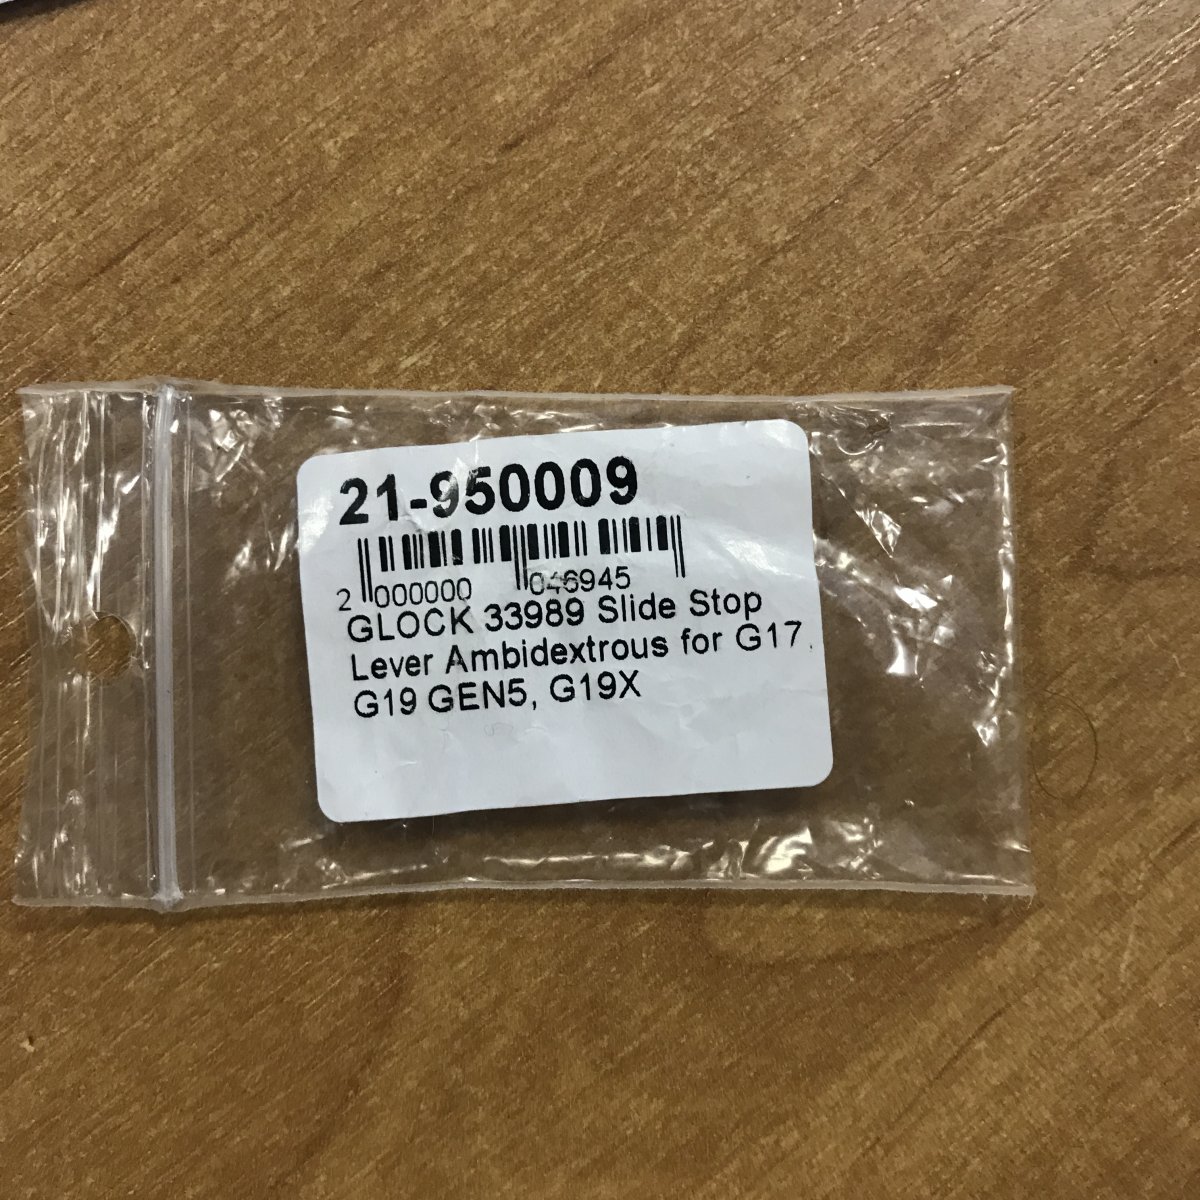 21-950009
2 000000 046945
GLOCK 33989 Slide Stop
Lever Ambidextrous for G17,
G19 GEN5, G19X